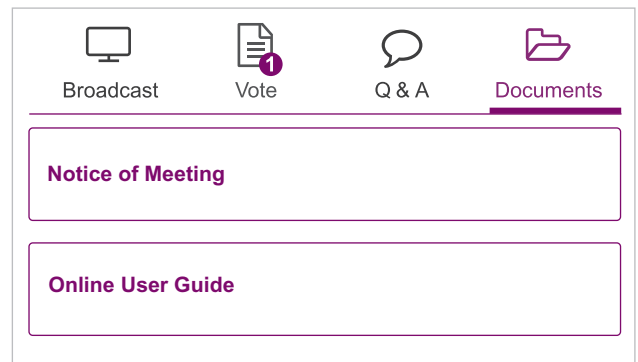 1
Broadcast Vote Q & A Documents
Notice of Meeting
Online User Guide